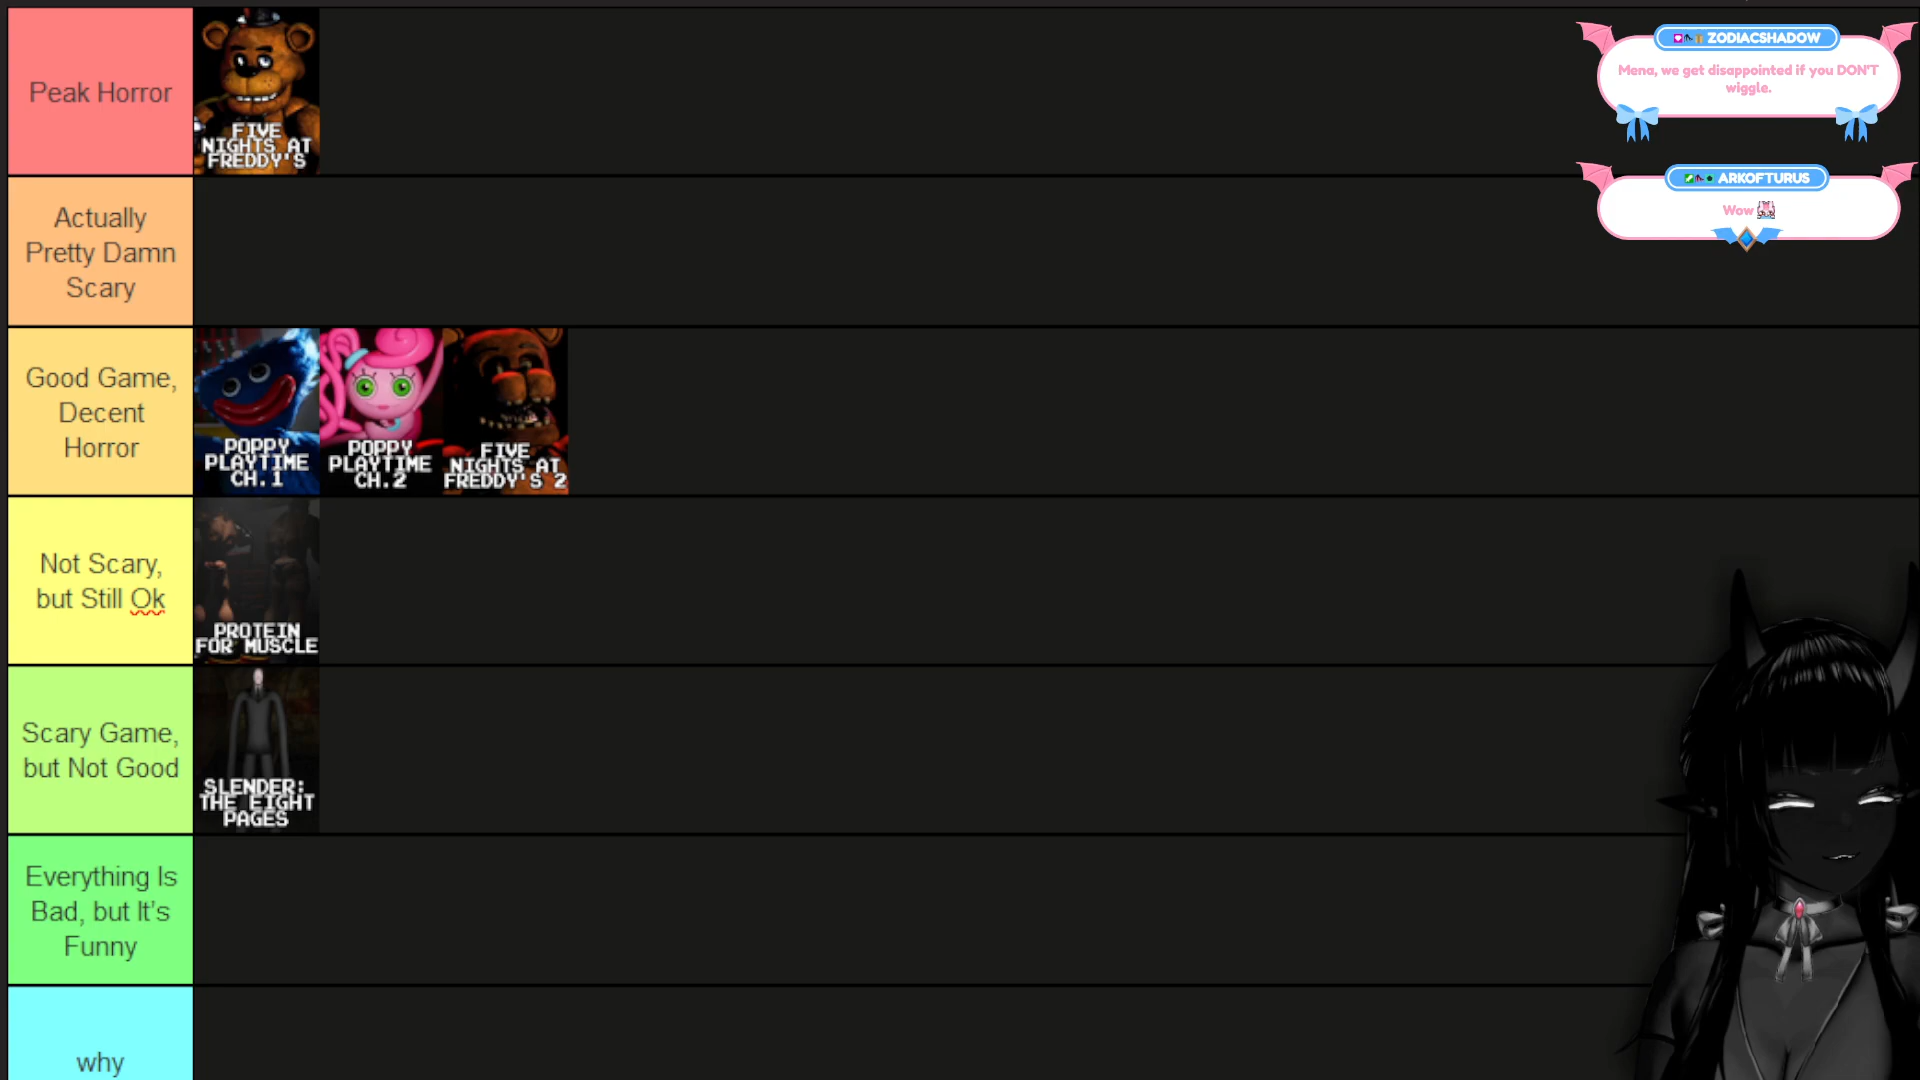 Peak Horror
FIVE
NIGHTS AT
FREDDY'S
Actually
Pretty Damn
Scary
Good Game,
Decent
Horror
POPPY
PLAYTIME
CH.1
POPPY
PLAYTIME
CH.2
FIVE
NIGHTS AT
FREDDY'S 2
Not Scary,
but Still Ok
PROTEIN
FOR MUSCLE
Scary Game,
but Not Good
SLENDER:
THE EIGHT
PAGES
Everything Is
Bad, but It's
Funny
why
ZODIACSHADOW
Mena, we get disappointed if you DON'T
wiggle.
ARKOFTURUS
Wow